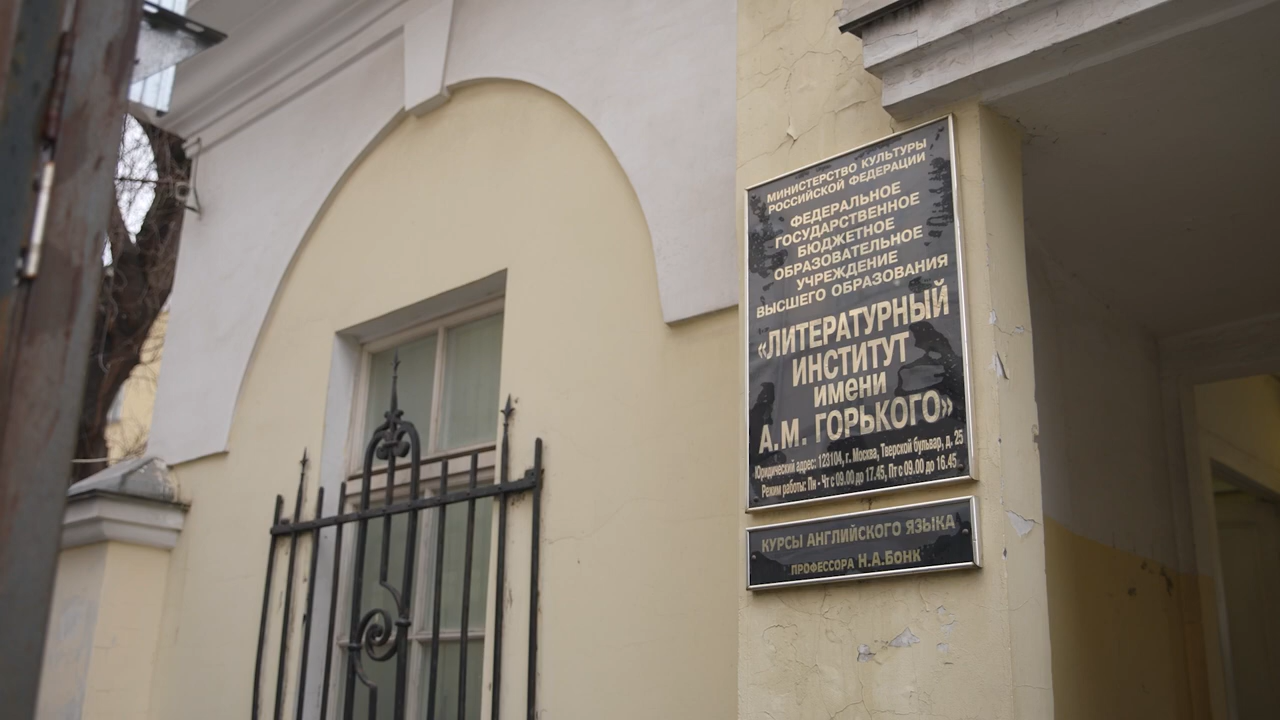 МИНИСТЕРСТВО КУЛЬТУРЫ
РОССИЙСКОЙ ФЕДЕРАЦИИ
ФЕДЕРАЛЬНОЕ
ГОСУДАРСТВЕННОЕ
БЮДЖЕТНОЕ
ОБРАЗОВАТЕЛЬНОЕ
УЧРЕЖДЕНИЕ
ВЫСШЕГО ОБРАЗОВАНИЯ
«ЛИТЕРАТУРНЫЙ
ИНСТИТУТ
имени
А.М. ГОРЬКОГО»
Юридический адрес: 123104, г. Москва, Тверской бульвар, д. 25
Режим работы: Пн - Чт с 09.00 до 17.45, Пт с 09.00 до 16.45
КУРСЫ АНГЛИЙСКОГО ЯЗЫКА
ПРОФЕССОРА Н.А.БОНК